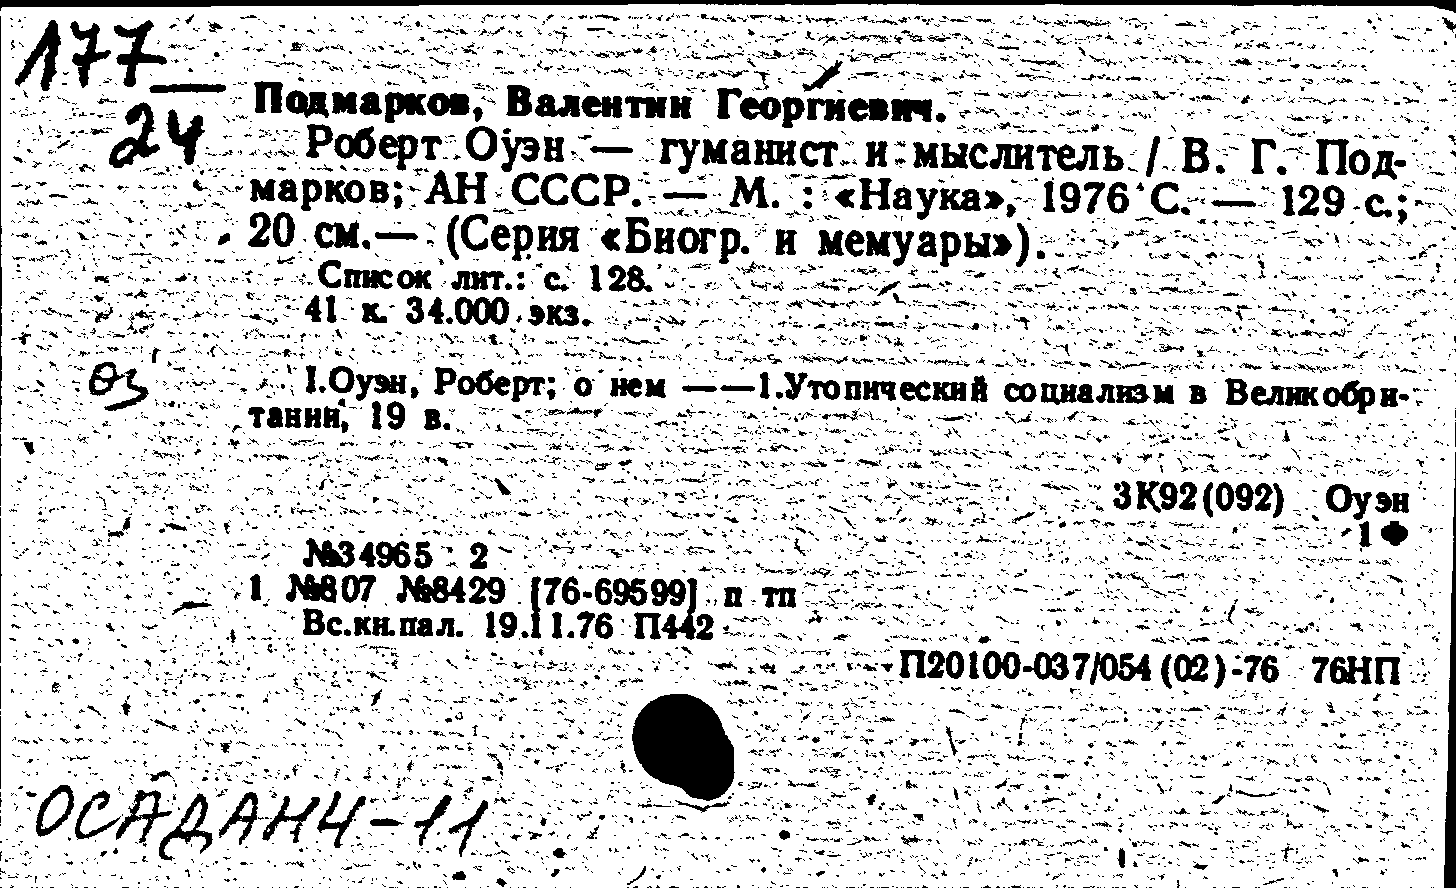 177
24
Подмарков, Валентин Георгиевич.
Роберт Оуэн — гуманист и мыслитель / В. Г. Под-
марков; АН СССР. — М. : «Наука», 1976 С. — 129 с.;
20 см.— (Серия «Биогр. и мемуары»).
Список лит.: с. 128.
41 к. 34.000 экз.
I.Оуэн, Роберт; о нем ——1.Утопический социализм в Великобри-
тании, 19 в.
3К92(092) Оуэн
1Ф
№34965 2
1 №807 №8429 [76-69599] п тп
Вс.кн.пал. 19.11.76 П442
П20100-037/054(02)-76 76НП